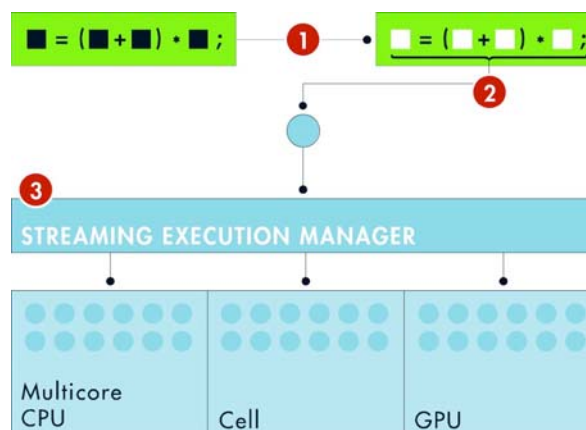 ■ = (■ + ■) * ■ ;
1
□ = (□ + □) * □ ;
2
3
STREAMING EXECUTION MANAGER
Multicore
CPU
Cell
GPU